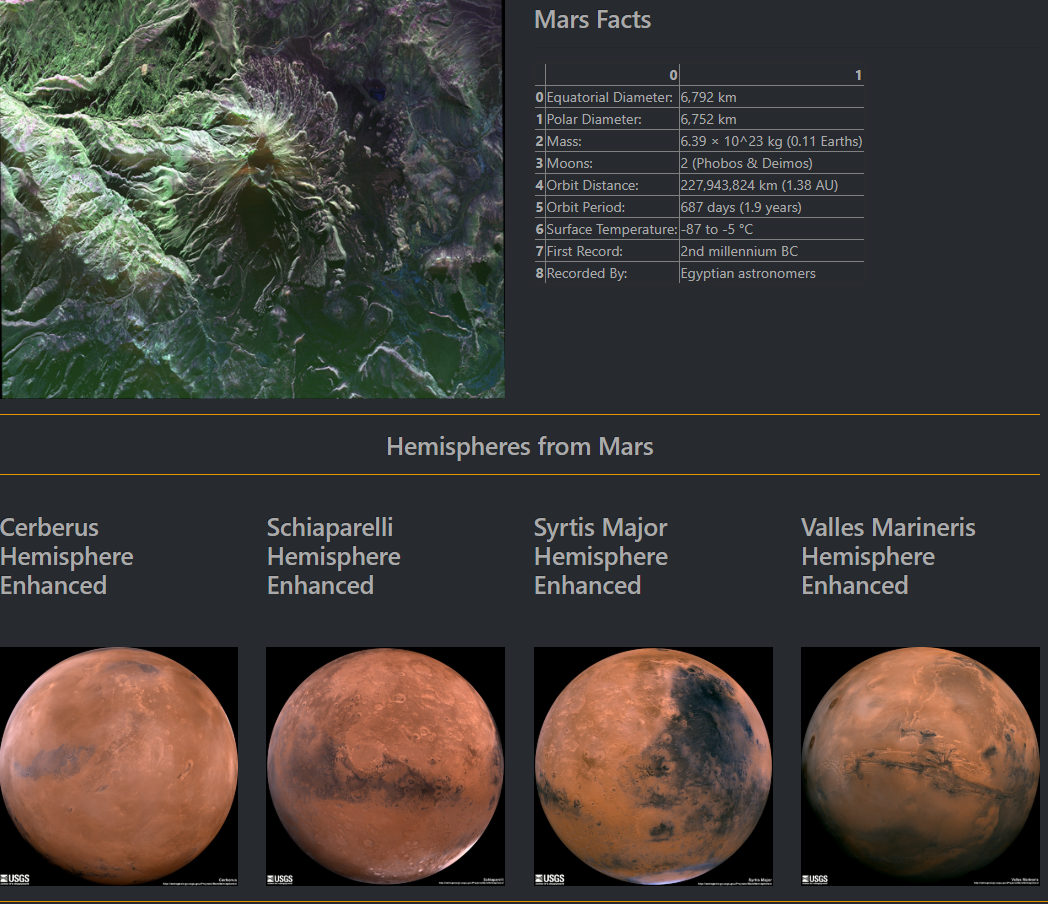 Mars Facts
0 1
0 Equatorial Diameter: 6,792 km
1 Polar Diameter: 6,752 km
2 Mass: 6.39 × 10^23 kg (0.11 Earths)
3 Moons: 2 (Phobos & Deimos)
4 Orbit Distance: 227,943,824 km (1.38 AU)
5 Orbit Period: 687 days (1.9 years)
6 Surface Temperature: -87 to -5 °C
7 First Record: 2nd millennium BC
8 Recorded By: Egyptian astronomers
Hemispheres from Mars
Cerberus
Hemisphere
Enhanced
Schiaparelli
Hemisphere
Enhanced
Syrtis Major
Hemisphere
Enhanced
Valles Marineris
Hemisphere
Enhanced
USGS
Cerberus
USGS
Schiaparelli
USGS
Syrtis Major
USGS
Valles Marineris